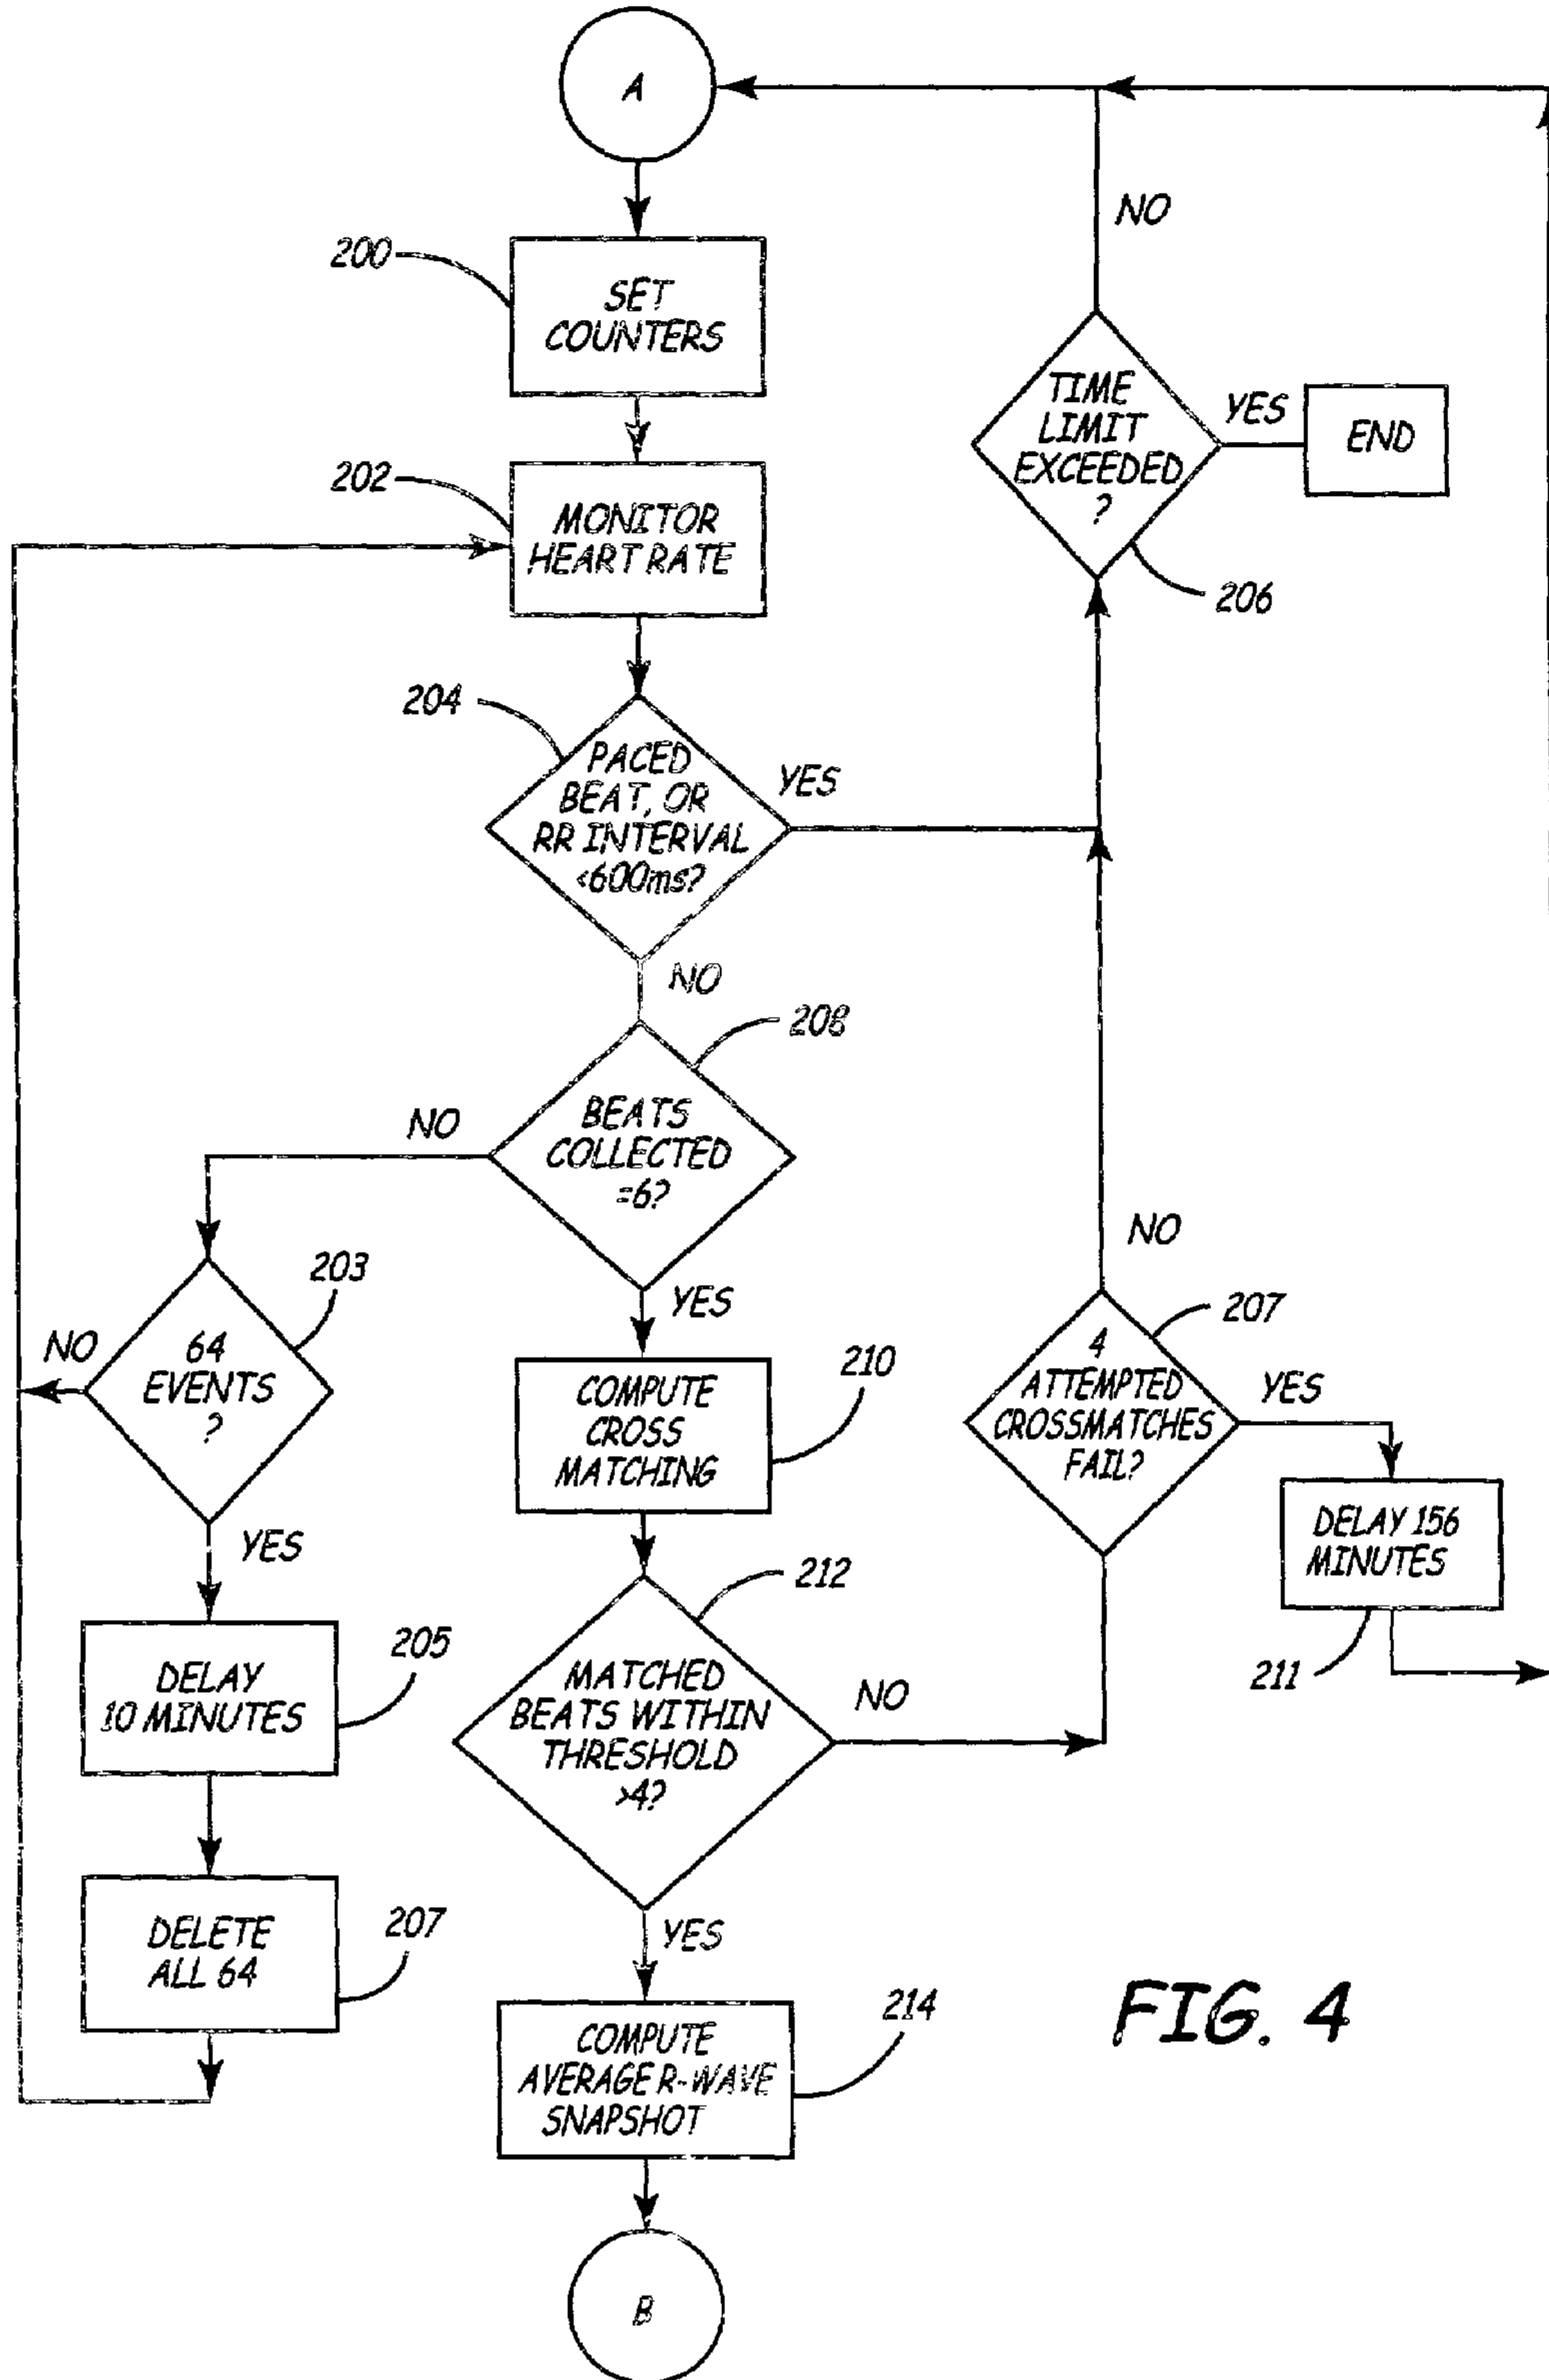 A
NO
200
SET
COUNTERS
TIME
LIMIT
EXCEEDED
?
YES
END
202
MONITOR
HEART RATE
206
204
PACED
BEAT, OR
RR INTERVAL
<600ms?
YES
NO
208
BEATS
COLLECTED
=6?
NO
YES
203
64
EVENTS
?
NO
YES
NO
207
4
ATTEMPTED
CROSSMATCHES
FAIL?
YES
210
COMPUTE
CROSS
MATCHING
DELAY 156
MINUTES
211
212
MATCHED
BEATS WITHIN
THRESHOLD
>4?
NO
YES
205
DELAY
10 MINUTES
207
DELETE
ALL 64
214
COMPUTE
AVERAGE R-WAVE
SNAPSHOT
FIG. 4
B